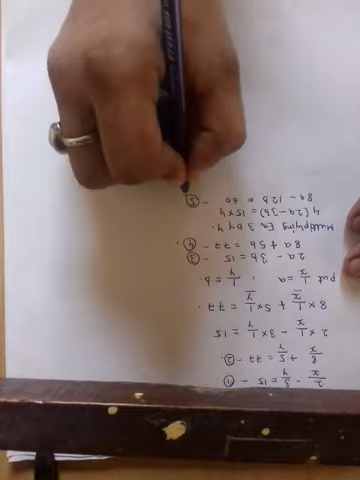 2/x - 3/y = 15 - ①
8/x + 5/y = 77 - ②
2 × 1/x - 3 × 1/y = 15
8 × 1/x + 5 × 1/y = 77.
Put 1/x = a , 1/y = b.
2a - 3b = 15 - ③
8a + 5b = 77 - ④.
Multiplying Eq 3 by 4.
4(2a - 3b) = 15 × 4
8a - 12b = 60 - ⑤